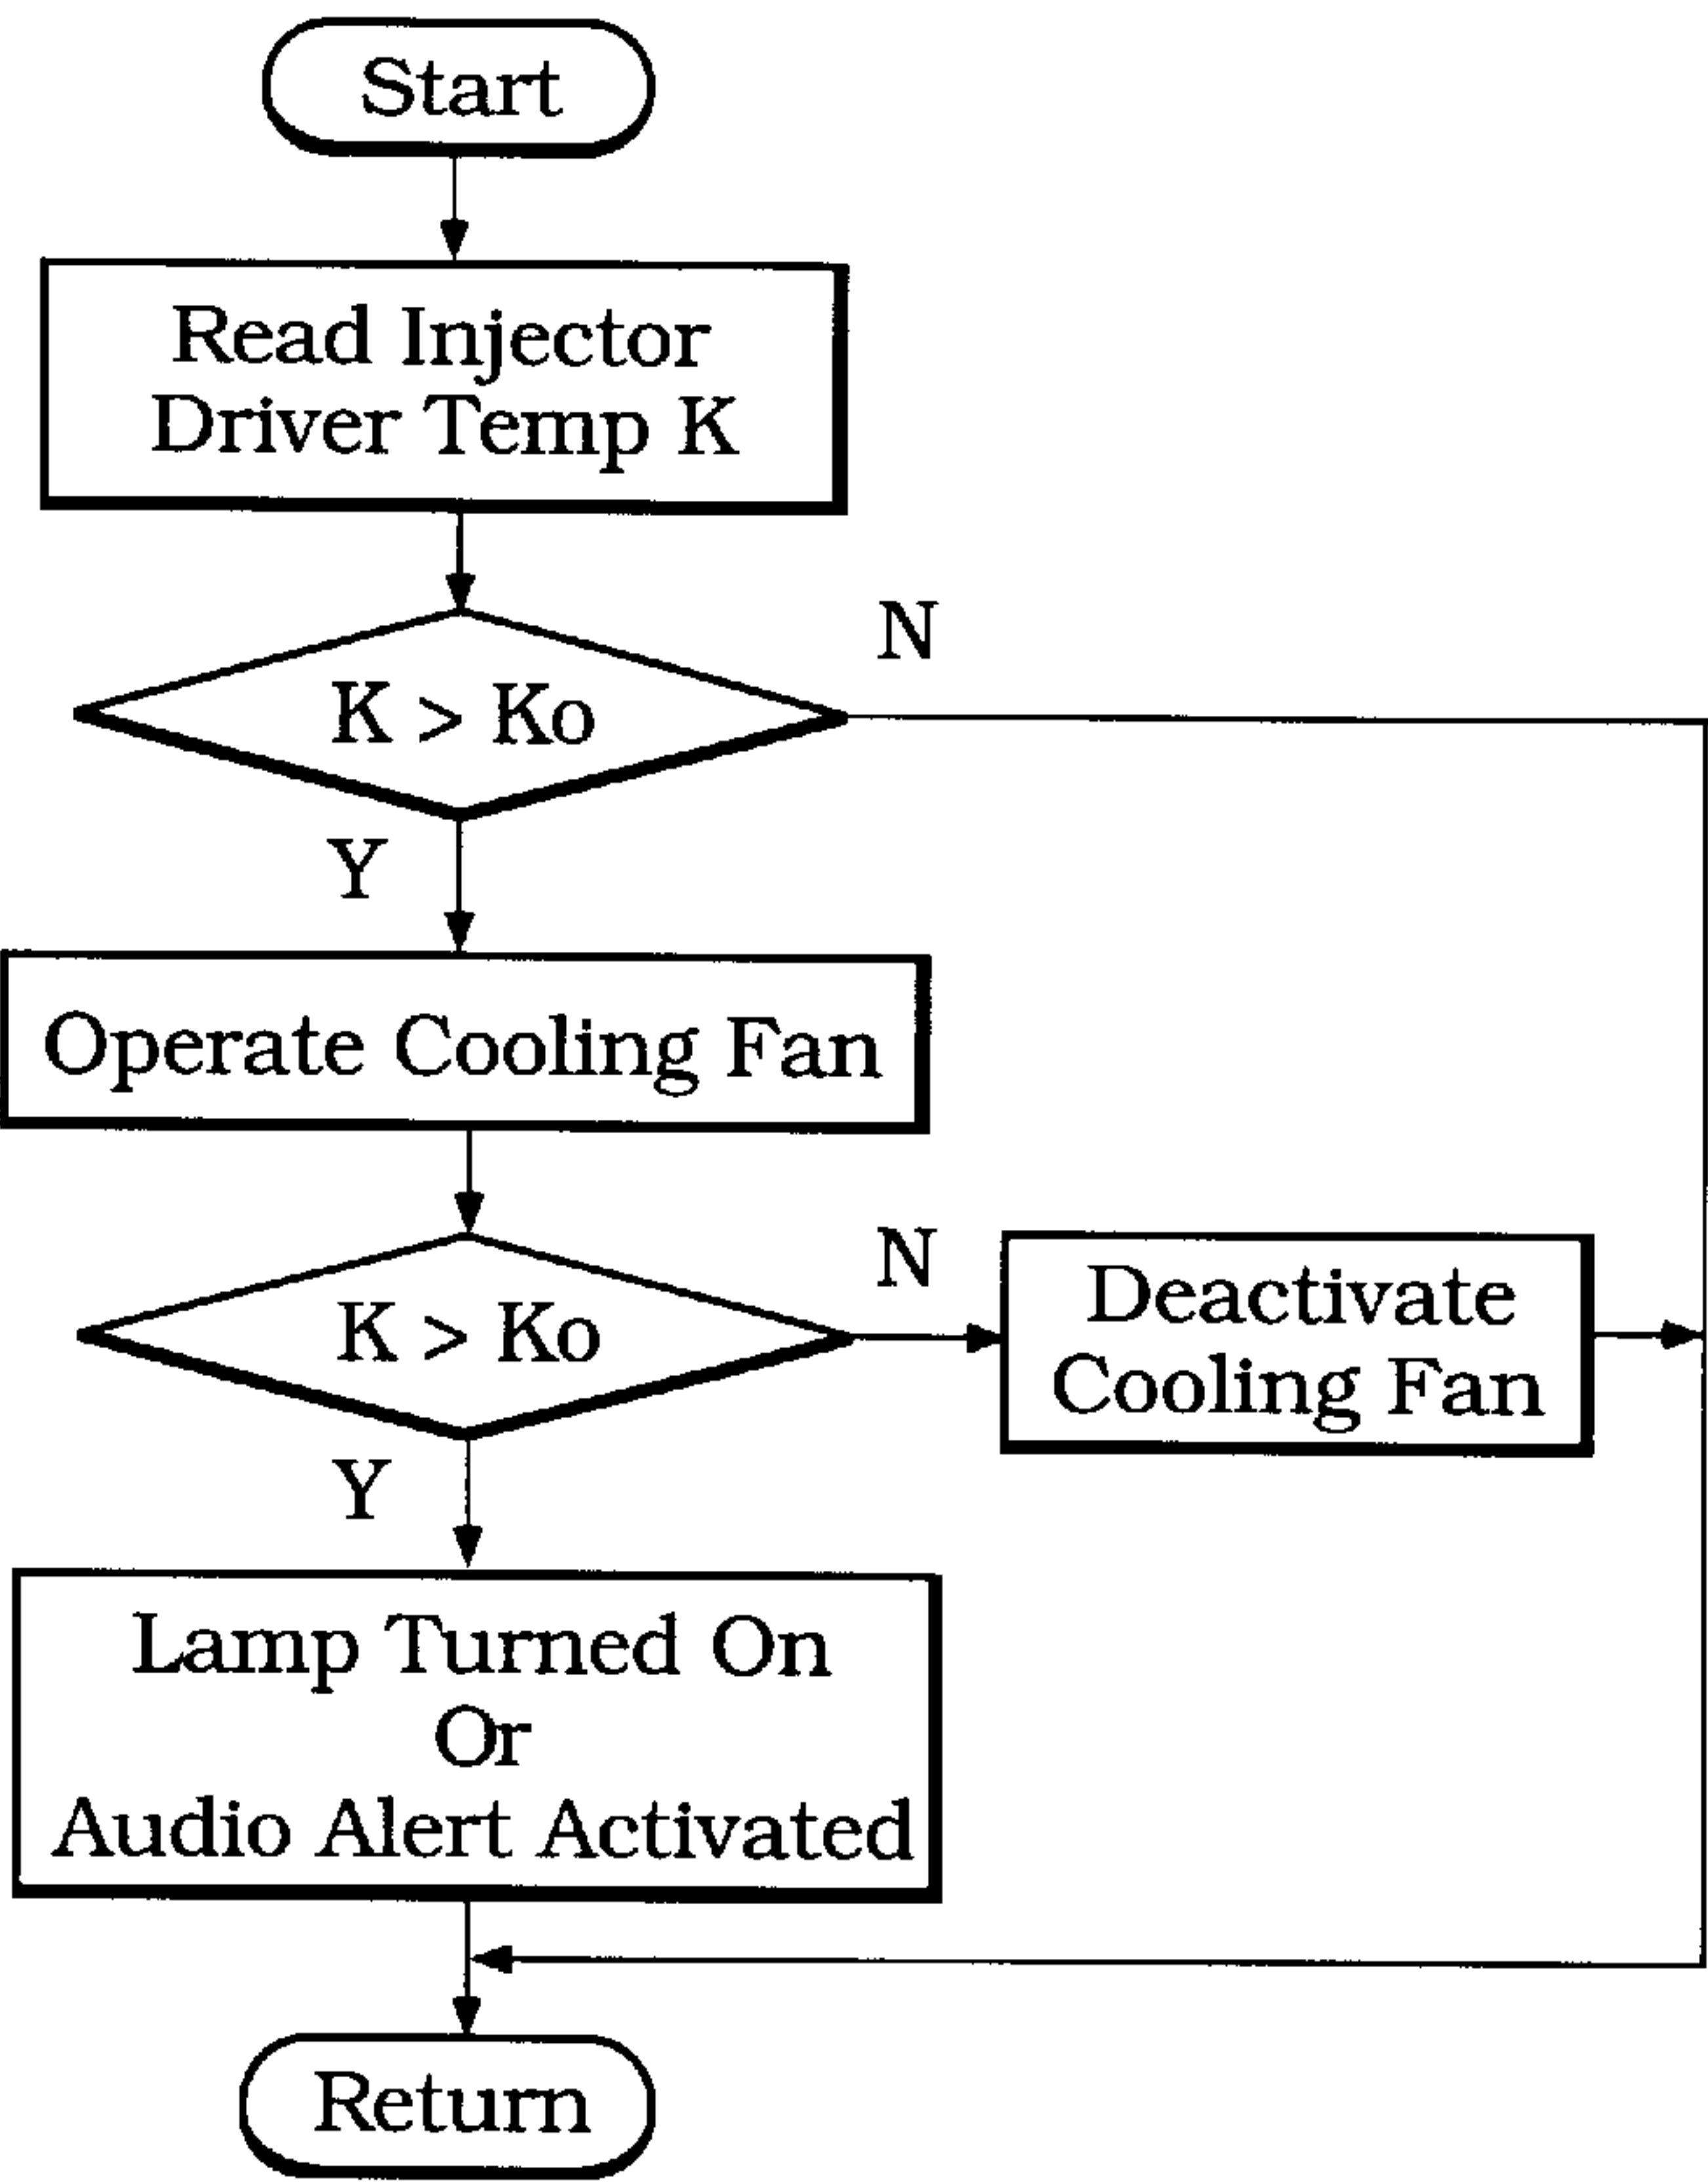 Start
Read Injector
Driver Temp K
K > Ko
N
Y
Operate Cooling Fan
K > Ko
N
Deactivate
Cooling Fan
Y
Lamp Turned On
Or
Audio Alert Activated
Return